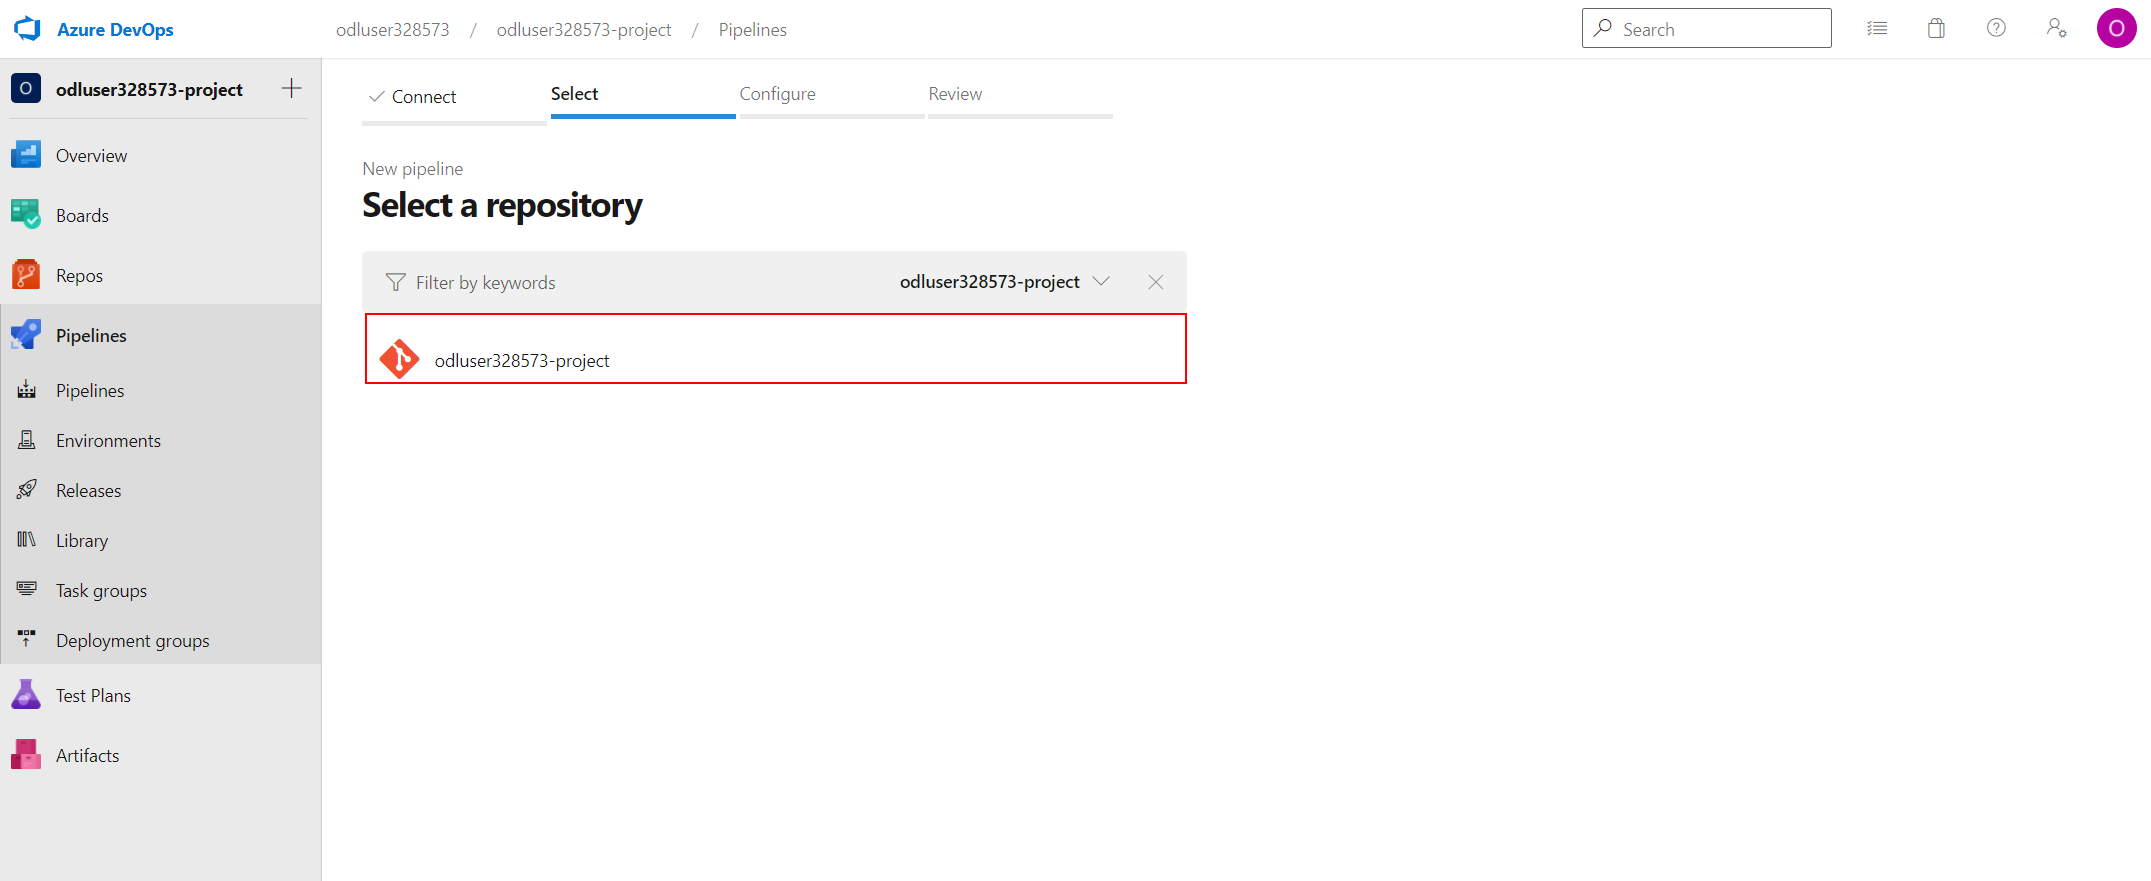 Azure DevOps
odluser328573 / odluser328573-project / Pipelines
Search
O
O odluser328573-project
Overview
Boards
Repos
Pipelines
Pipelines
Environments
Releases
Library
Task groups
Deployment groups
Test Plans
Artifacts
Connect
Select
Configure
Review
New pipeline
Select a repository
Filter by keywords
odluser328573-project
odluser328573-project